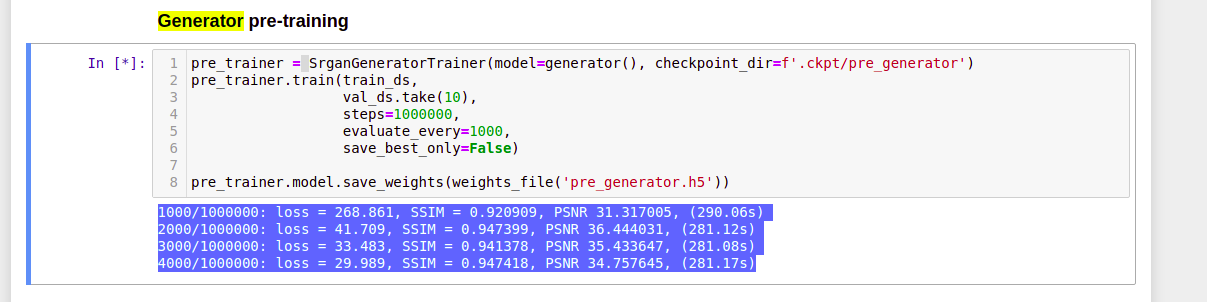 Generator pre-training
In [*]:
1 pre_trainer = SrganGeneratorTrainer(model=generator(), checkpoint_dir=f'.ckpt/pre_generator')
2 pre_trainer.train(train_ds,
3                   val_ds.take(10),
4                   steps=1000000,
5                   evaluate_every=1000,
6                   save_best_only=False)
7
8 pre_trainer.model.save_weights(weights_file('pre_generator.h5'))
1000/1000000: loss = 268.861, SSIM = 0.920909, PSNR 31.317005, (290.06s)
2000/1000000: loss = 41.709, SSIM = 0.947399, PSNR 36.444031, (281.12s)
3000/1000000: loss = 33.483, SSIM = 0.941378, PSNR 35.433647, (281.08s)
4000/1000000: loss = 29.989, SSIM = 0.947418, PSNR 34.757645, (281.17s)